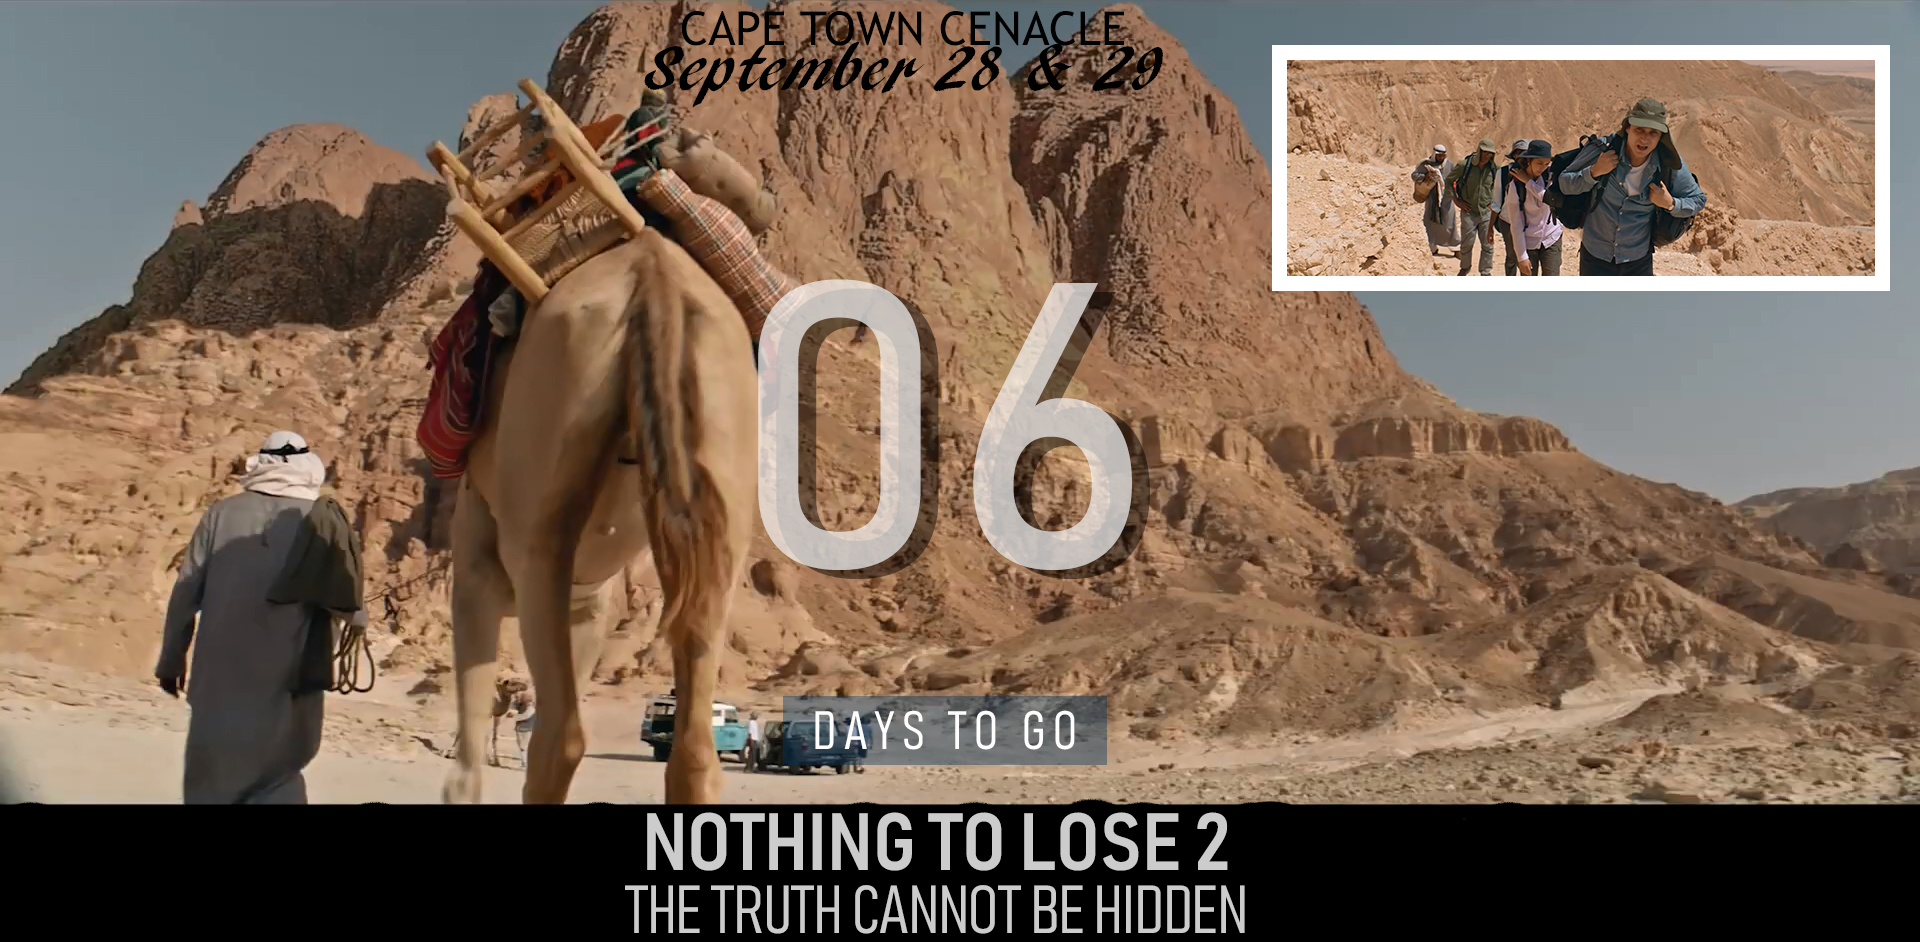 CAPE TOWN CENACLE
September 28 & 29
06
DAYS TO GO
NOTHING TO LOSE 2
THE TRUTH CANNOT BE HIDDEN